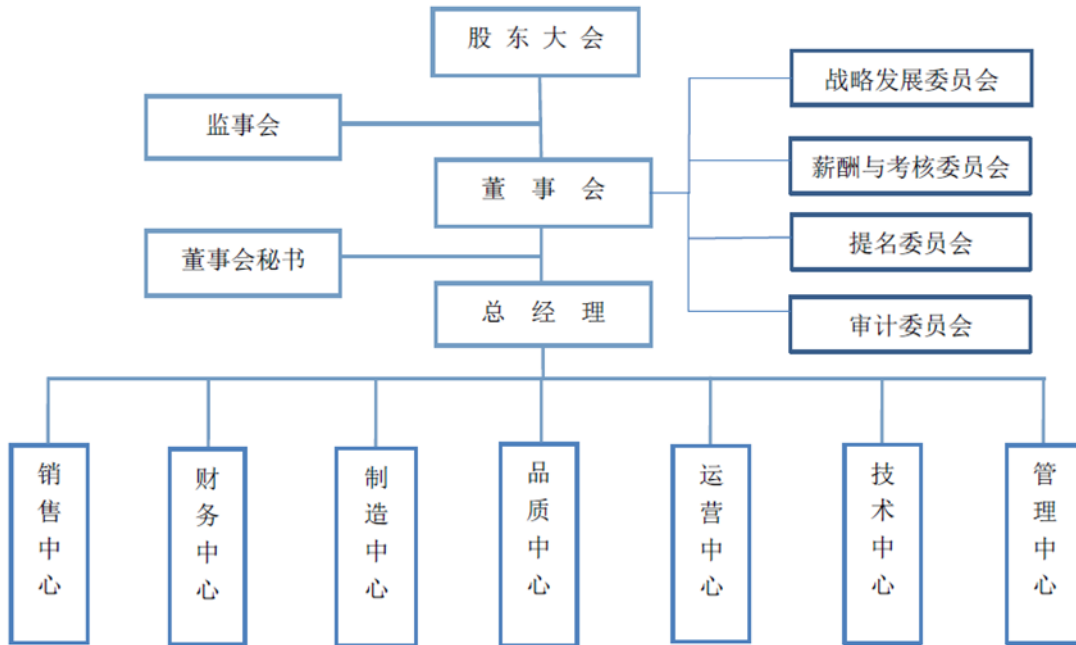 股东大会
战略发展委员会
监事会
薪酬与考核委员会
董事会
提名委员会
董事会秘书
总经理
审计委员会
销售中心
财务中心
制造中心
品质中心
运营中心
技术中心
管理中心